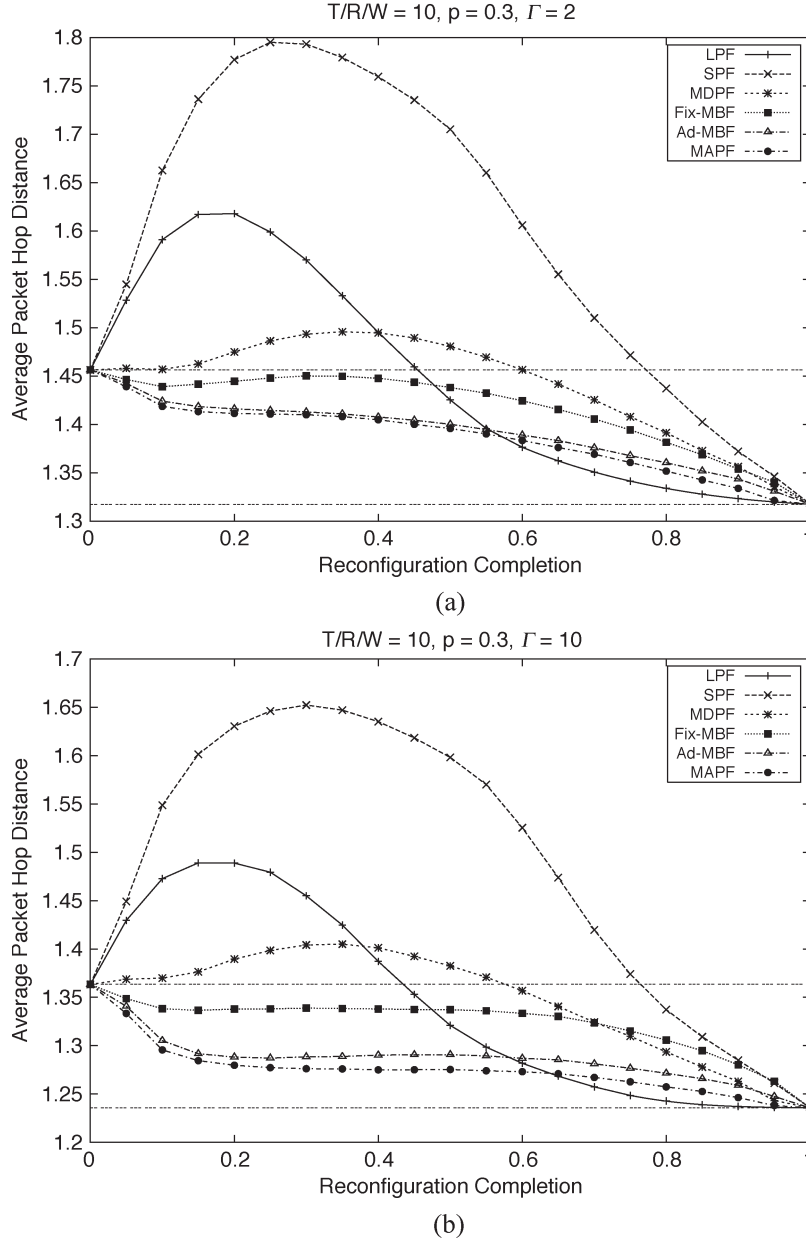 T/R/W = 10, p = 0.3, Γ = 2
1.8
1.75
1.7
1.65
1.6
1.55
1.5
1.45
1.4
1.35
1.3
Average Packet Hop Distance
LPF
SPF
MDPF
Fix-MBF
Ad-MBF
MAPF
0 0.2 0.4 0.6 0.8 1
Reconfiguration Completion
(a)
T/R/W = 10, p = 0.3, Γ = 10
1.7
1.65
1.6
1.55
1.5
1.45
1.4
1.35
1.3
1.25
1.2
Average Packet Hop Distance
LPF
SPF
MDPF
Fix-MBF
Ad-MBF
MAPF
0 0.2 0.4 0.6 0.8 1
Reconfiguration Completion
(b)